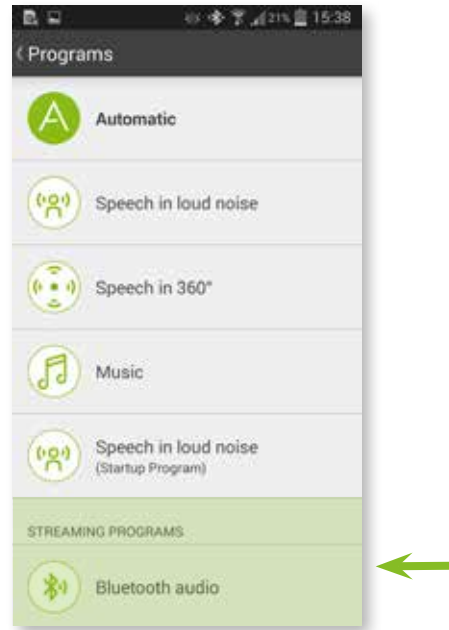 21% 15:38
Programs
A Automatic
Speech in loud noise
Speech in 360°
Music
Speech in loud noise
(Startup Program)
STREAMING PROGRAMS
Bluetooth audio